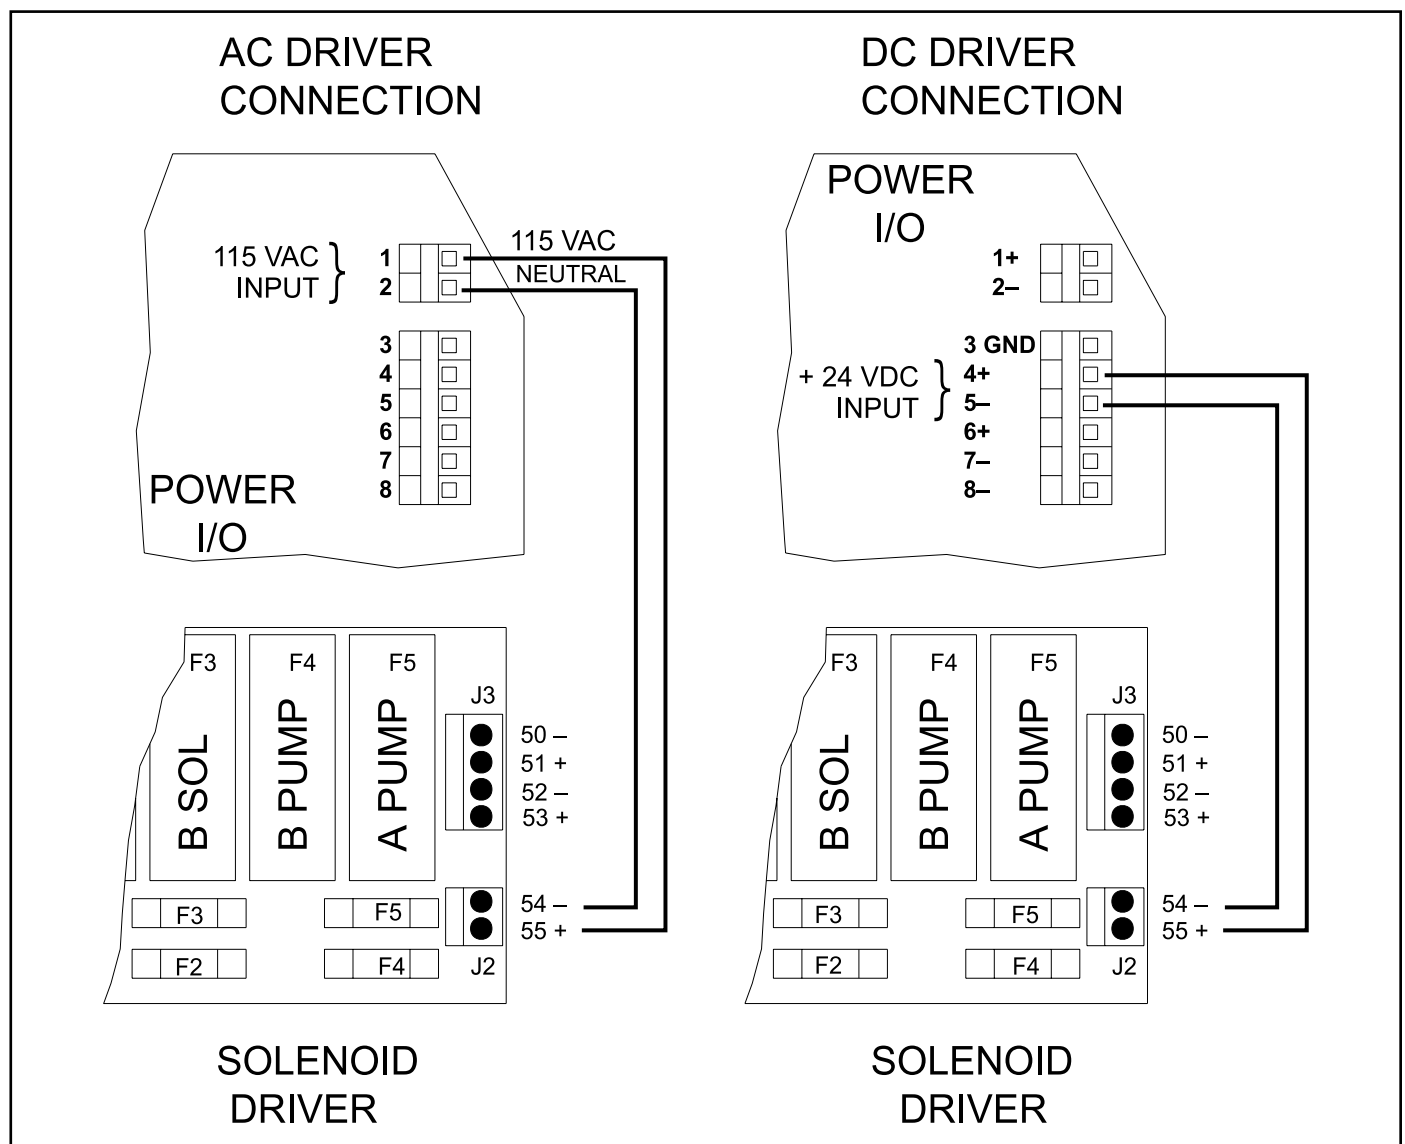 AC DRIVER
CONNECTION
115 VAC
INPUT
1
2
115 VAC
NEUTRAL
3
4
5
6
7
8
POWER
I/O
F3
F4
F5
B SOL
B PUMP
A PUMP
J3
50 –
51 +
52 –
53 +
54 –
55 +
J2
F3
F5
F2
F4
SOLENOID
DRIVER
DC DRIVER
CONNECTION
POWER
I/O
1+
2–
3 GND
+ 24 VDC
INPUT
4+
5–
6+
7–
8–
F3
F4
F5
B SOL
B PUMP
A PUMP
J3
50 –
51 +
52 –
53 +
54 –
55 +
J2
F3
F5
F2
F4
SOLENOID
DRIVER